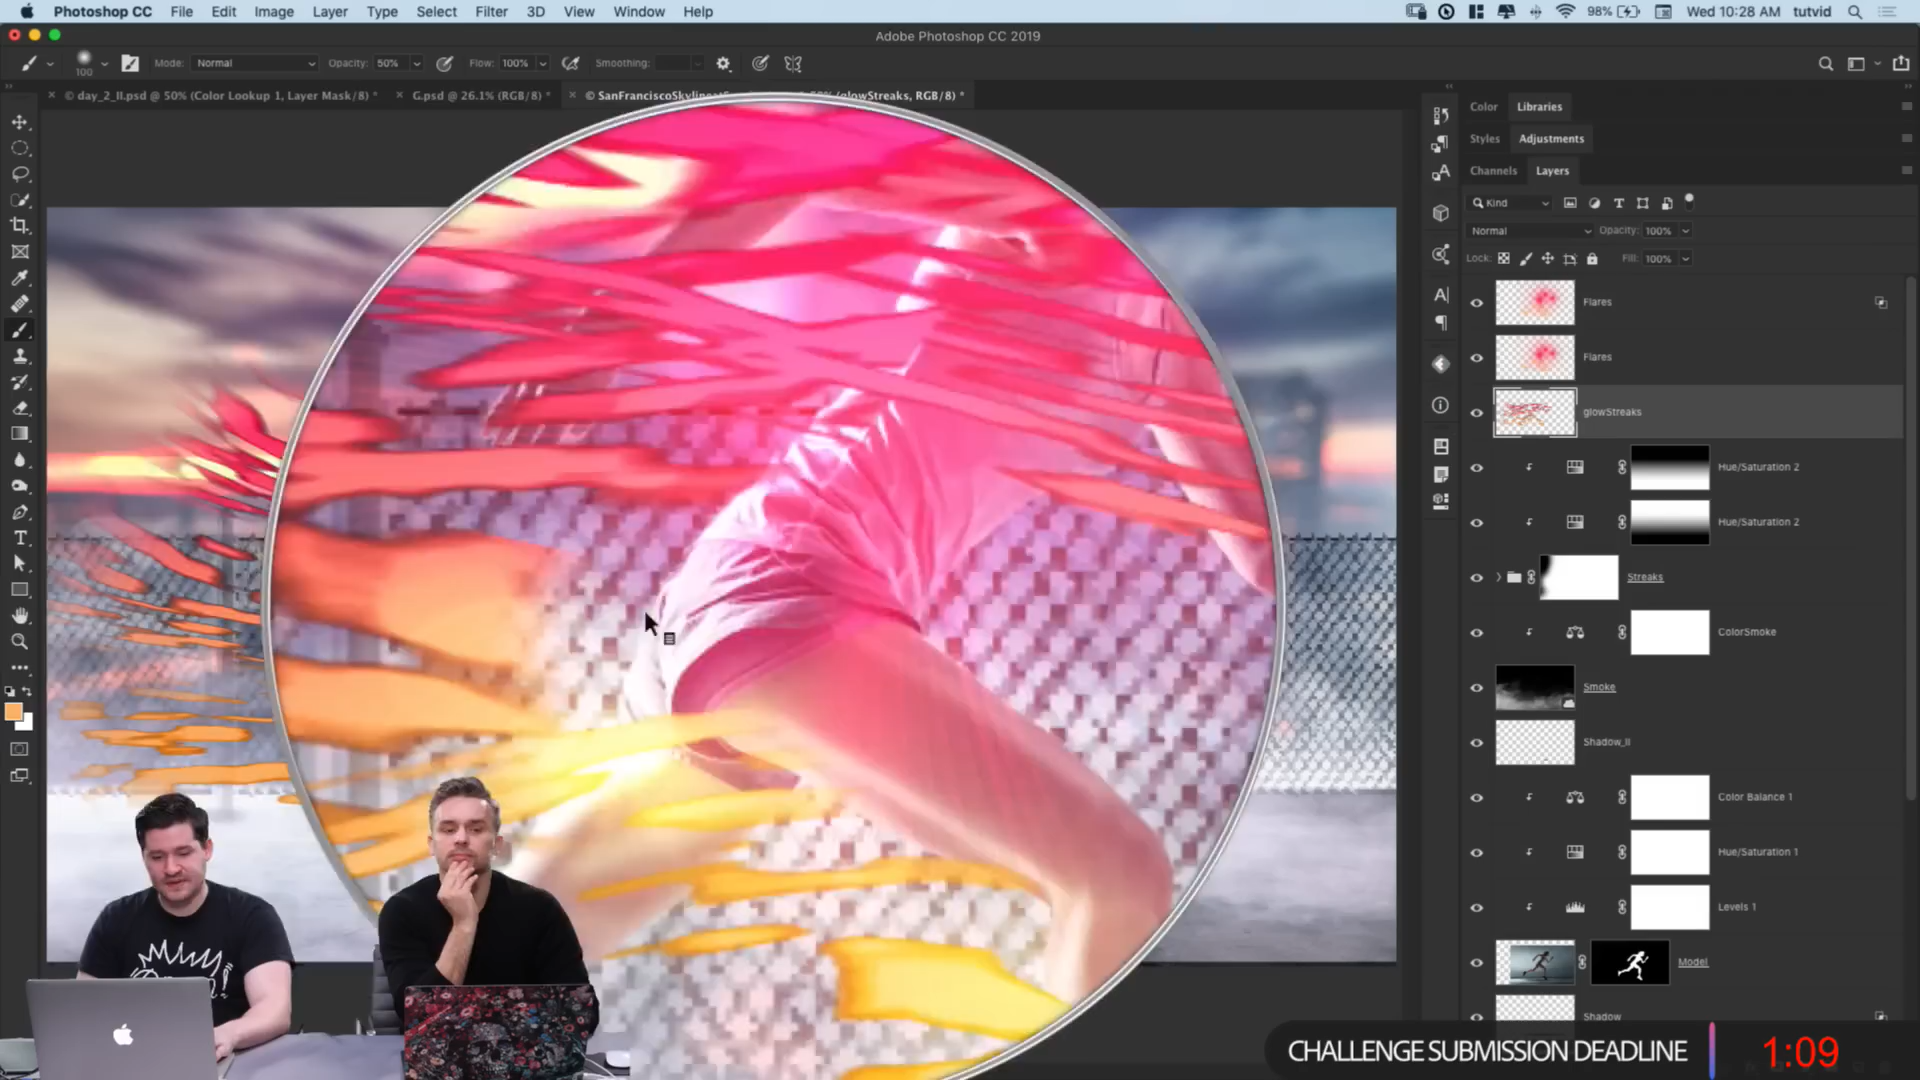 Photoshop CC File Edit Image Layer Type Select Filter 3D View Window Help 98% Wed 10:28 AM tutvid
Adobe Photoshop CC 2019
100 Mode: Normal Opacity: 50% Flow: 100% Smoothing:
© day_2_II.psd @ 50% (Color Lookup 1, Layer Mask/8) * G.psd @ 26.1% (RGB/8) * © SanFranciscoSkyline (glowStreaks, RGB/8) *
Color Libraries
Styles Adjustments
Channels Layers
Kind
Normal Opacity: 100%
Lock: Fill: 100%
Flares
Flares
glowStreaks
Hue/Saturation 2
Hue/Saturation 2
Streaks
ColorSmoke
Smoke
Shadow_II
Color Balance 1
Hue/Saturation 1
Levels 1
Model
Shadow
CHALLENGE SUBMISSION DEADLINE 1:09